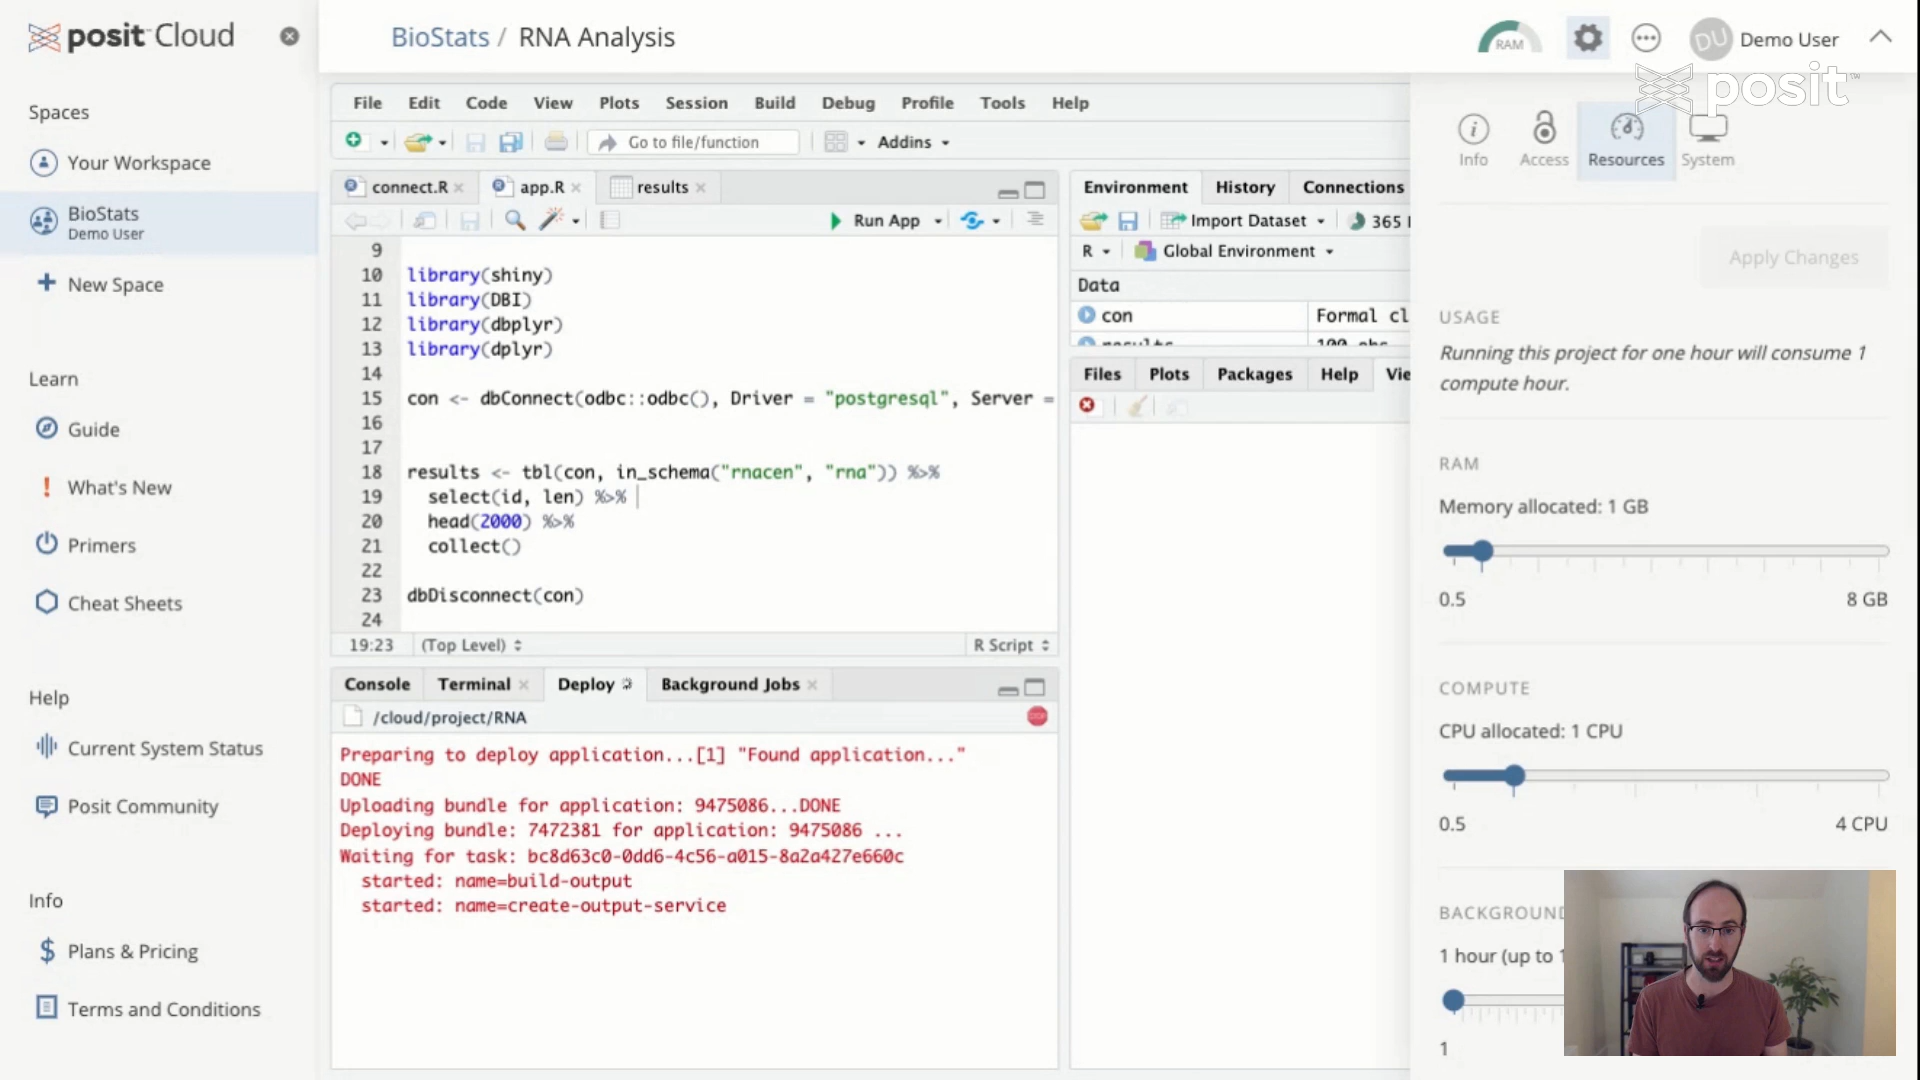 posit Cloud
BioStats / RNA Analysis
RAM
DU
Demo User
posit™
Spaces
Your Workspace
BioStats
Demo User
New Space
Learn
Guide
What's New
Primers
Cheat Sheets
Help
Current System Status
Posit Community
Info
Plans & Pricing
Terms and Conditions
File Edit Code View Plots Session Build Debug Profile Tools Help
Go to file/function
Addins
connect.R
app.R
results
Run App
9
10 library(shiny)
11 library(DBI)
12 library(dbplyr)
13 library(dplyr)
14
15 con <- dbConnect(odbc::odbc(), Driver = "postgresql", Server =
16
17
18 results <- tbl(con, in_schema("rnacen", "rna")) %>%
19 select(id, len) %>%
20 head(2000) %>%
21 collect()
22
23 dbDisconnect(con)
24
19:23 (Top Level) R Script
Console Terminal Deploy Background Jobs
/cloud/project/RNA
STOP
Preparing to deploy application...[1] "Found application..."
DONE
Uploading bundle for application: 9475086...DONE
Deploying bundle: 7472381 for application: 9475086 ...
Waiting for task: bc8d63c0-0dd6-4c56-a015-8a2a427e660c
started: name=build-output
started: name=create-output-service
Environment History Connections
Import Dataset 365
R Global Environment
Data
con Formal cl
results 100 obs
Files Plots Packages Help Vie
Info Access Resources System
Apply Changes
USAGE
Running this project for one hour will consume 1
compute hour.
RAM
Memory allocated: 1 GB
0.5 8 GB
COMPUTE
CPU allocated: 1 CPU
0.5 4 CPU
BACKGROUND
1 hour (up to 1
1